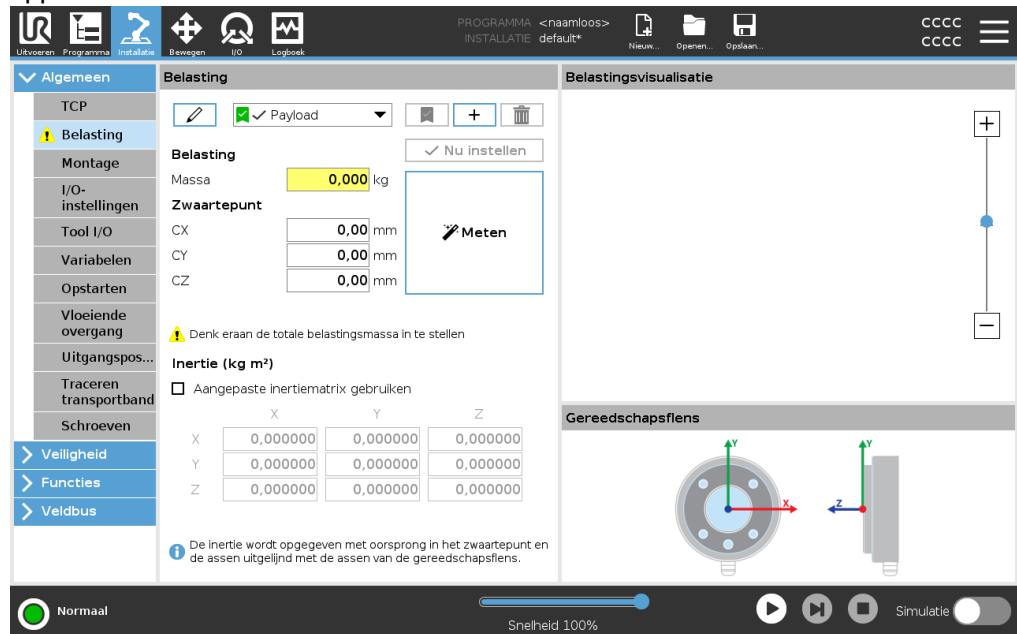 Uitvoeren Programma Installatie Bewegen I/O Logboek
PROGRAMMA <naamloos>
INSTALLATIE default*
Nieuw... Openen... Opslaan...
cccc
cccc
Algemeen
TCP
Belasting
Montage
I/O-
instellingen
Tool I/O
Variabelen
Opstarten
Vloeiende
overgang
Uitgangspos...
Traceren
transportband
Schroeven
Veiligheid
Functies
Veldbus
Belasting
Payload
Nu instellen
Belasting
Massa 0,000 kg
Zwaartepunt
CX 0,00 mm
CY 0,00 mm
CZ 0,00 mm
Meten
Denk eraan de totale belastingsmassa in te stellen
Inertie (kg m²)
Aangepaste inertiematrix gebruiken
X Y Z
X 0,000000 0,000000 0,000000
Y 0,000000 0,000000 0,000000
Z 0,000000 0,000000 0,000000
De inertie wordt opgegeven met oorsprong in het zwaartepunt en
de assen uitgelijnd met de assen van de gereedschapsflens.
Belastingsvisualisatie
Gereedschapsflens
Y
X
Y
Z
Normaal
Snelheid 100%
Simulatie